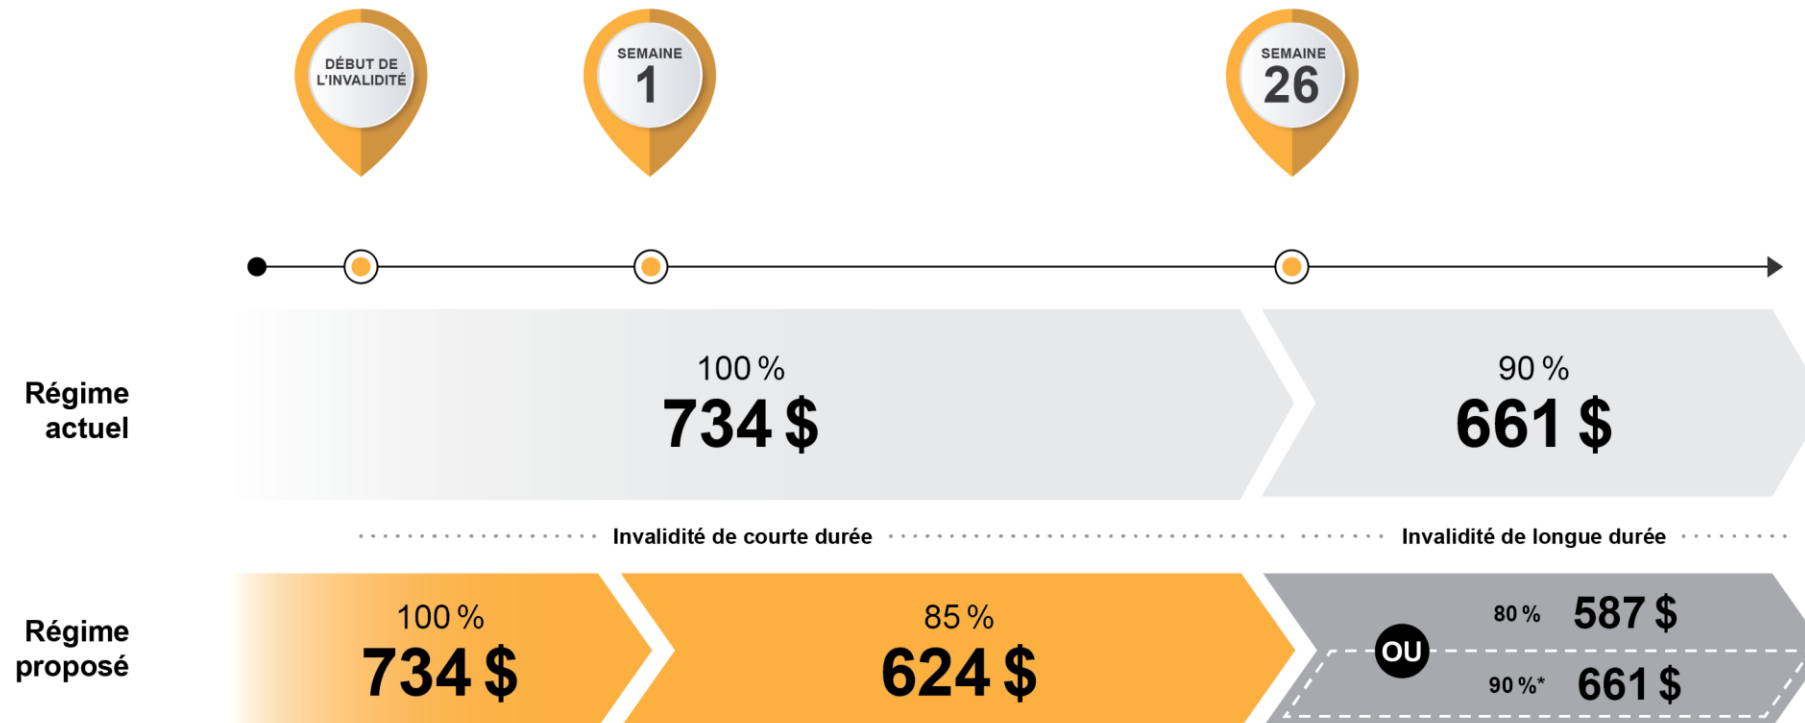 DÉBUT DE
L'INVALIDITÉ
SEMAINE
1
SEMAINE
26
Régime
actuel
100 %
734 $
90 %
661 $
Invalidité de courte durée
Invalidité de longue durée
Régime
proposé
100 %
734 $
85 %
624 $
OU
80 % 587 $
90 %* 661 $